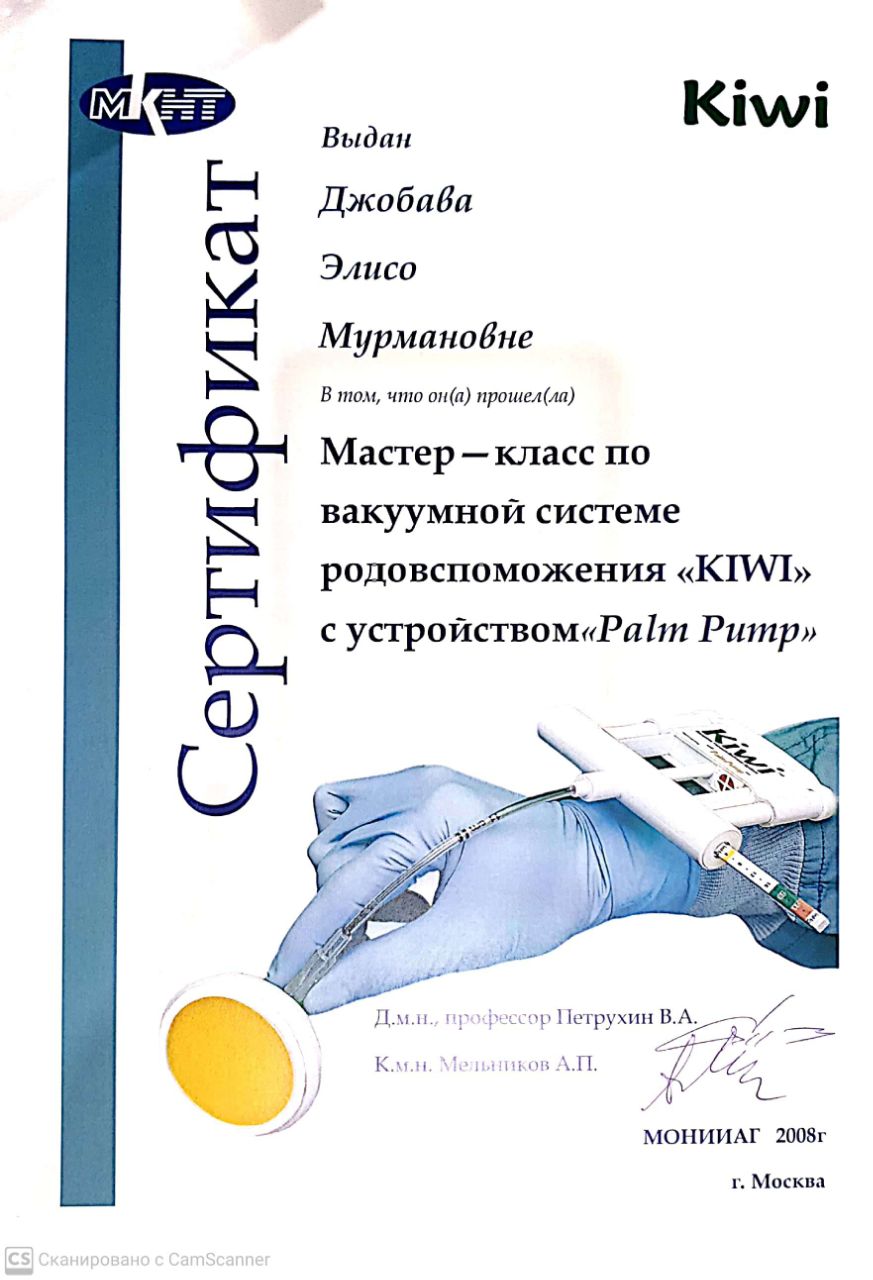 МКНТ
Kiwi
Сертификат
Выдан
Джобава
Элисо
Мурмановне
В том, что он(а) прошел(ла)
Мастер – класс по
вакуумной системе
родовспоможения «KIWI»
с устройством«Palm Pump»
Kiwi
Kiwi
Д.м.н., профессор Петрухин В.А.
К.м.н. Мельников А.П.
МОНИИАГ 2008г
г. Москва
CS Сканировано с CamScanner